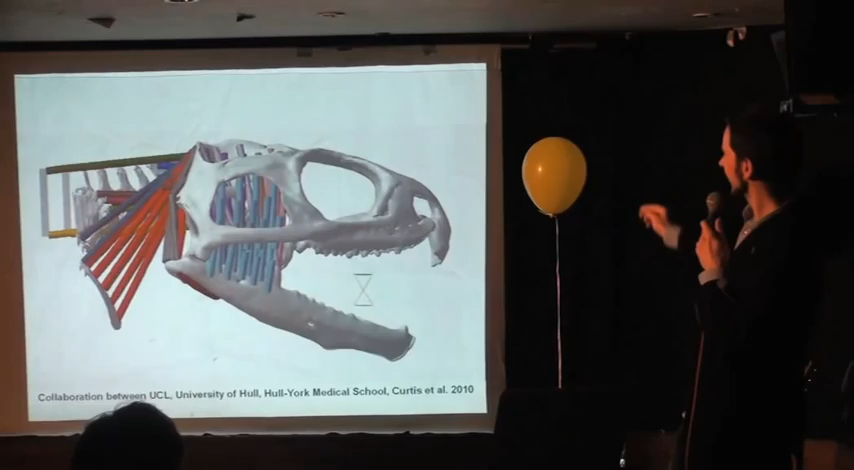 Collaboration between UCL, University of Hull, Hull-York Medical School, Curtis et al. 2010